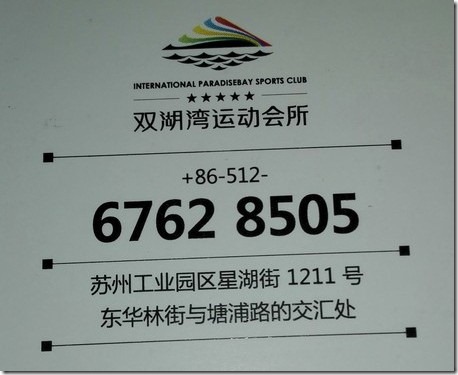 INTERNATIONAL PARADISEBAY SPORTS CLUB
★★★★★
双湖湾运动会所
+86-512-
6762 8505
苏州工业园区星湖街 1211 号
东华林街与塘浦路的交汇处